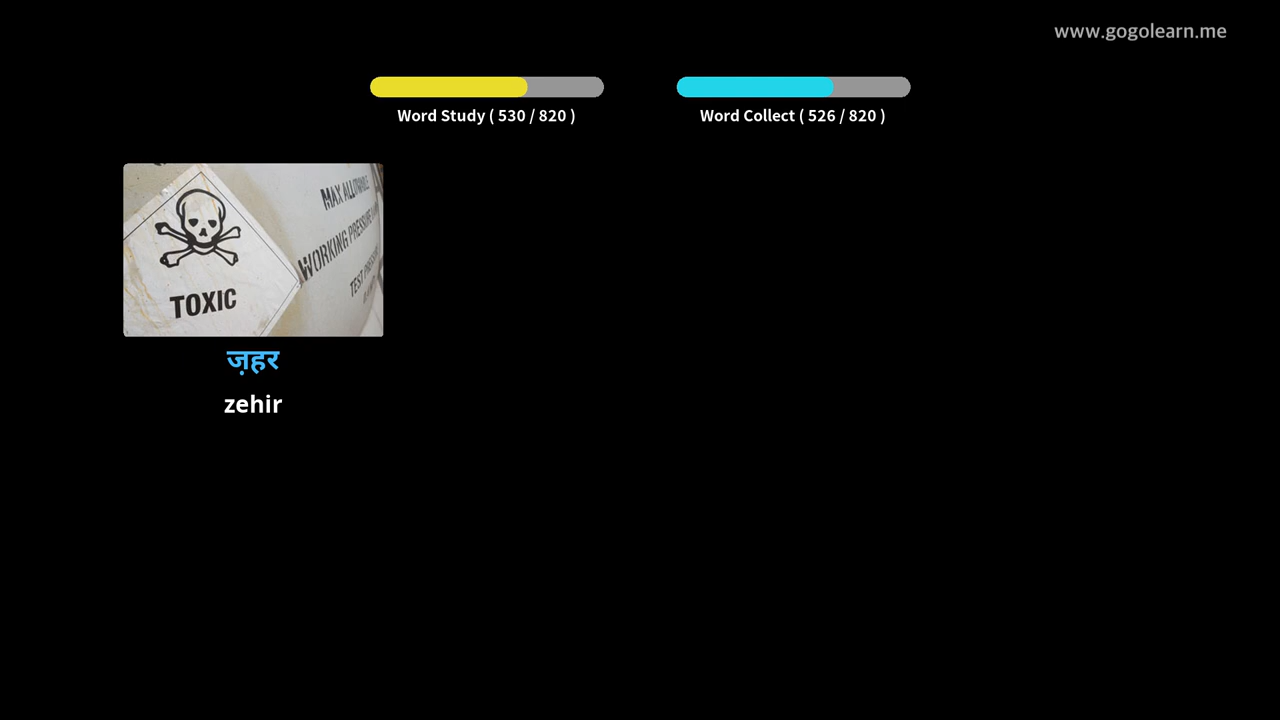 www.gogolearn.me
Word Study ( 530 / 820 )
Word Collect ( 526 / 820 )
MAX ALLOWABLE
WORKING PRESSURE
TEST
TOXIC
ज़हर
zehir